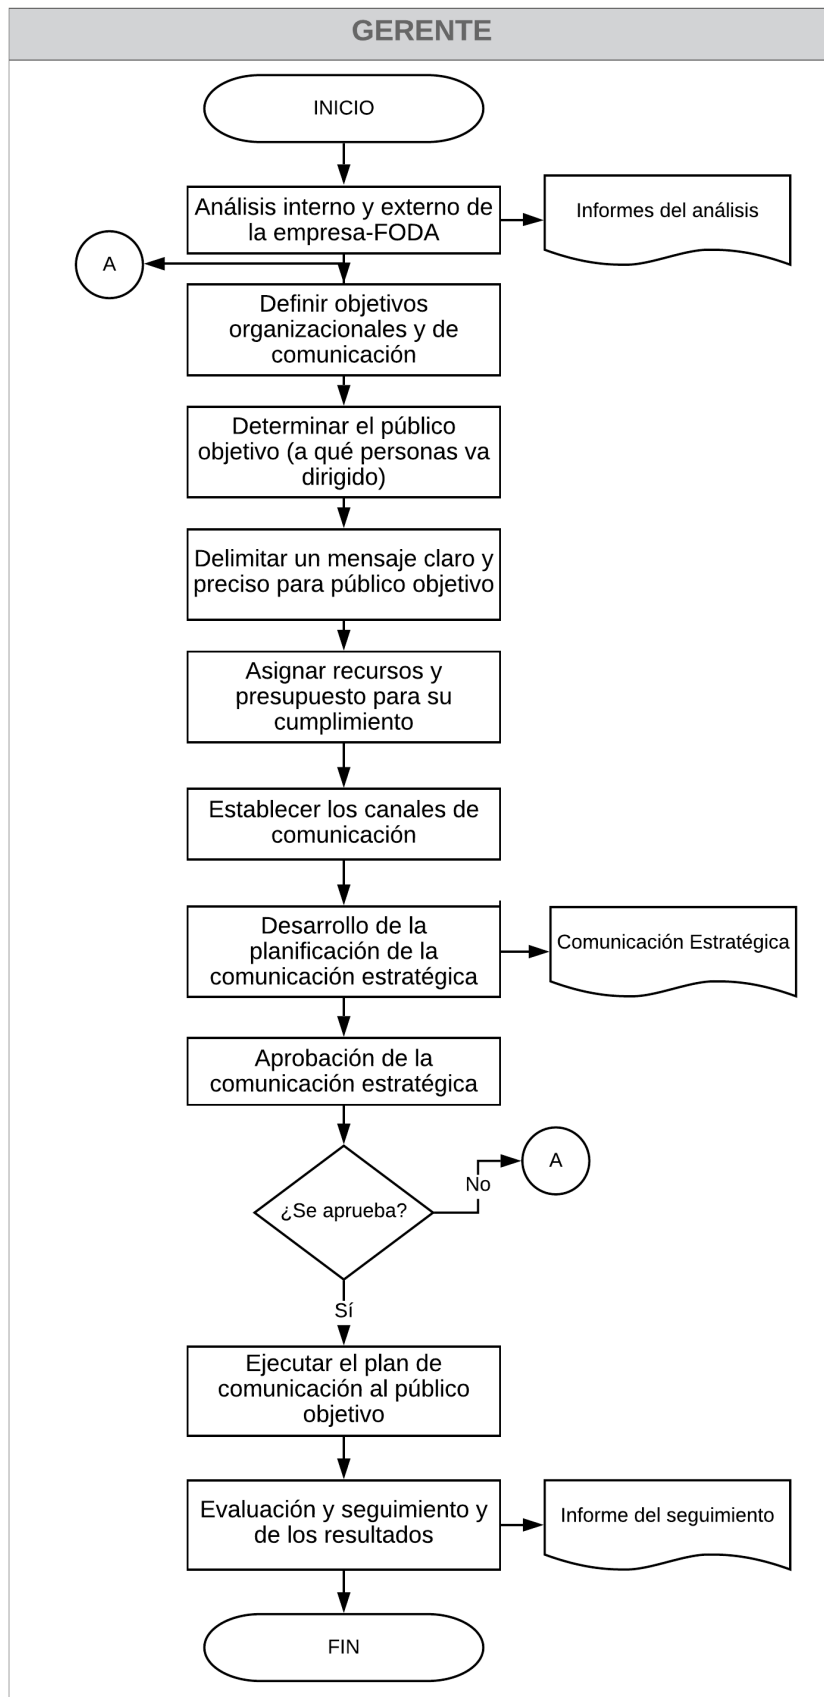 GERENTE
INICIO
Análisis interno y externo de
la empresa-FODA
Informes del análisis
A
Definir objetivos
organizacionales y de
comunicación
Determinar el público
objetivo (a qué personas va
dirigido)
Delimitar un mensaje claro y
preciso para público objetivo
Asignar recursos y
presupuesto para su
cumplimiento
Establecer los canales de
comunicación
Desarrollo de la
planificación de la
comunicación estratégica
Comunicación Estratégica
Aprobación de la
comunicación estratégica
¿Se aprueba?
No
A
Sí
Ejecutar el plan de
comunicación al público
objetivo
Evaluación y seguimiento y
de los resultados
Informe del seguimiento
FIN